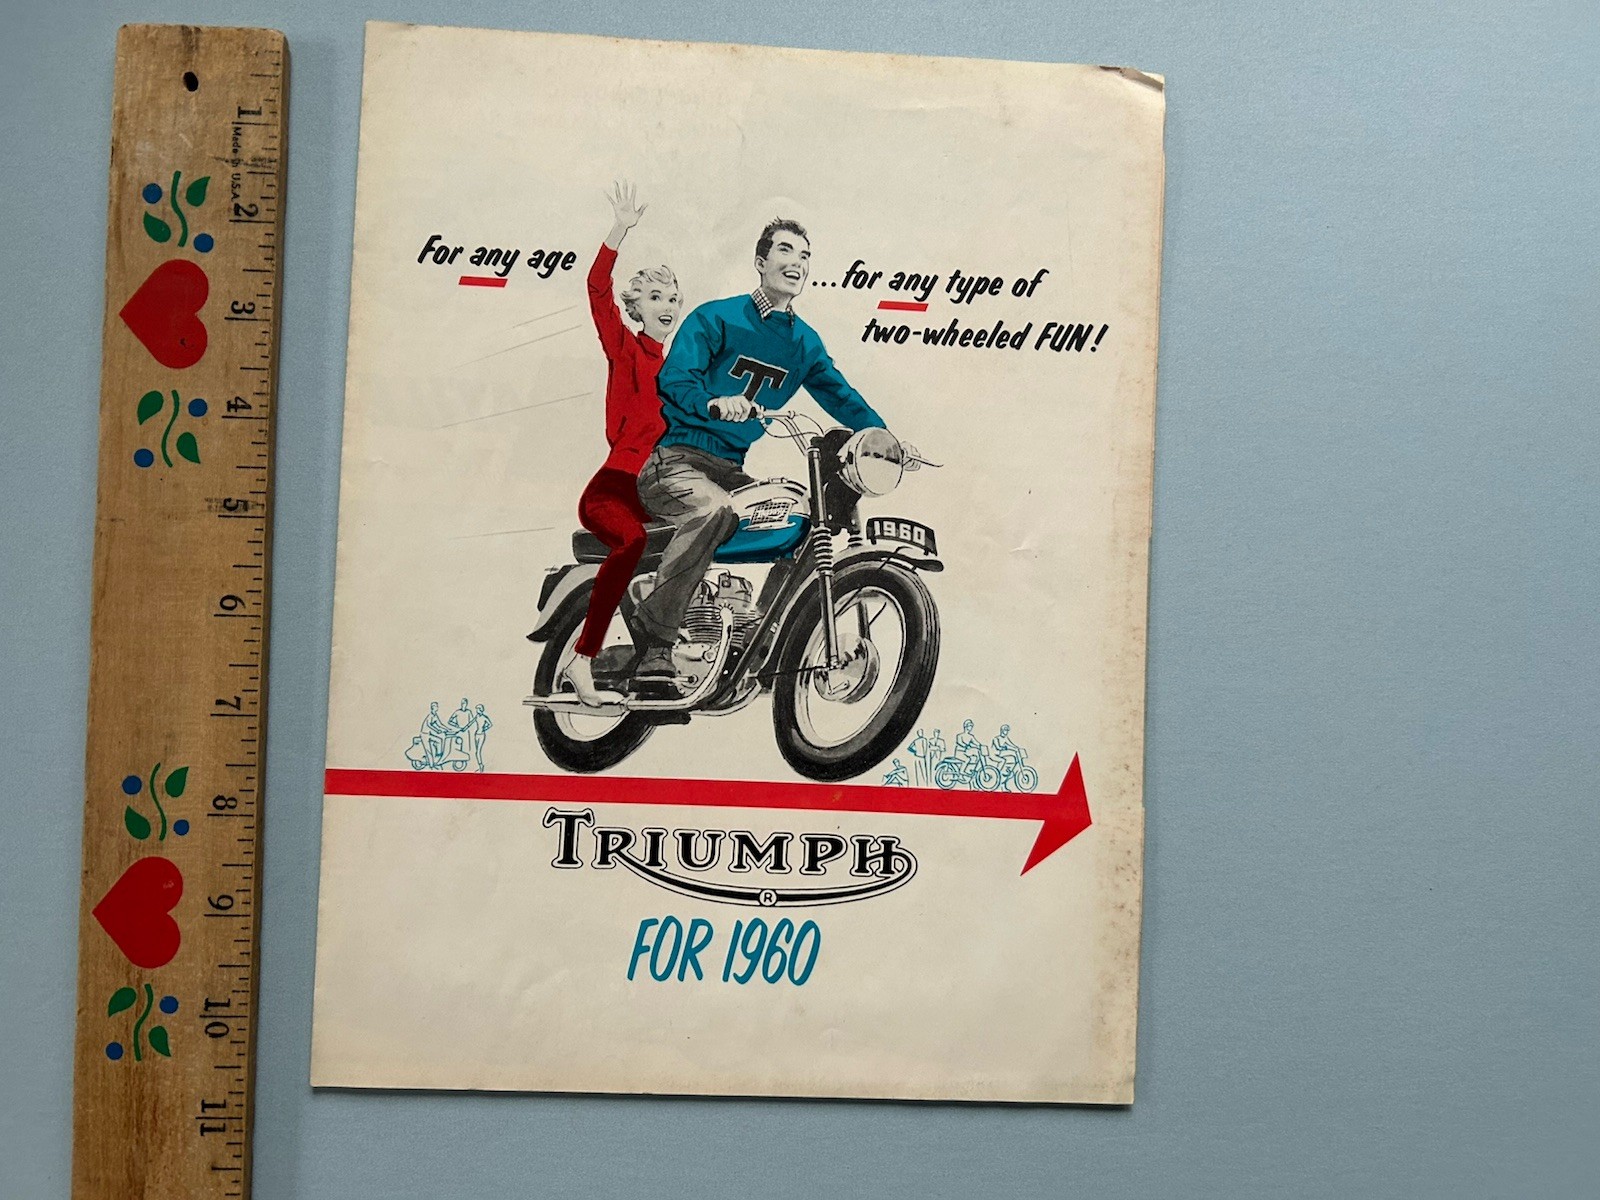 1
Made in U.S.A.
2
3
4
5
6
7
8
9
10
11
For any age
...for any type of
two-wheeled FUN!
T
1960
TRIUMPH
R
FOR 1960